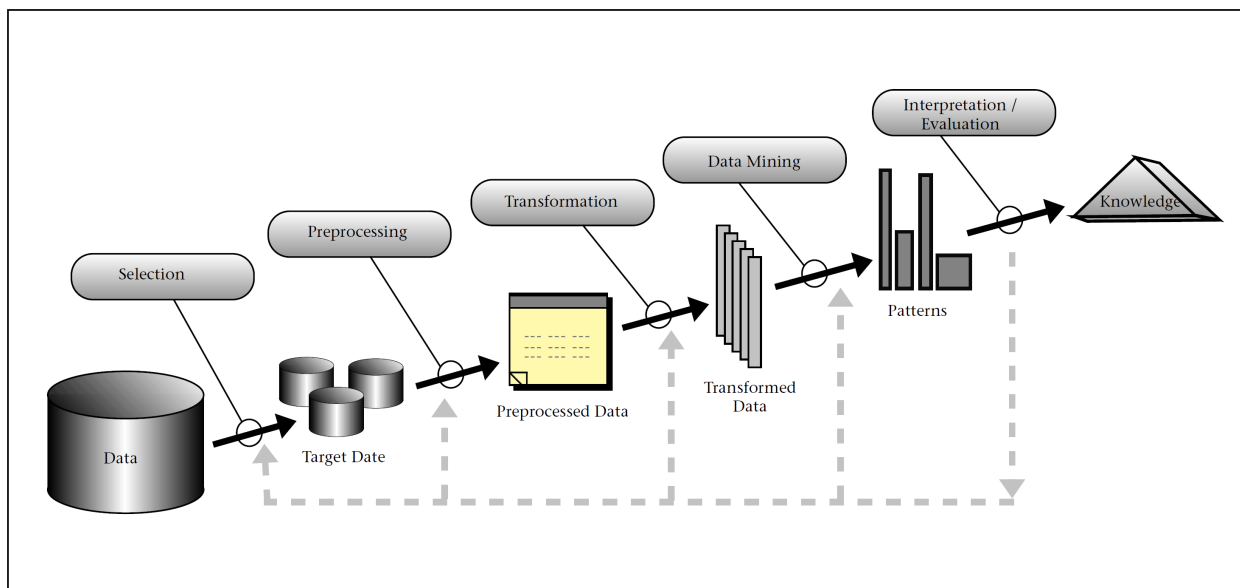 Interpretation /
Evaluation
Data Mining
Transformation
Preprocessing
Selection
Knowledge
Patterns
Transformed
Data
Preprocessed Data
Target Date
Data